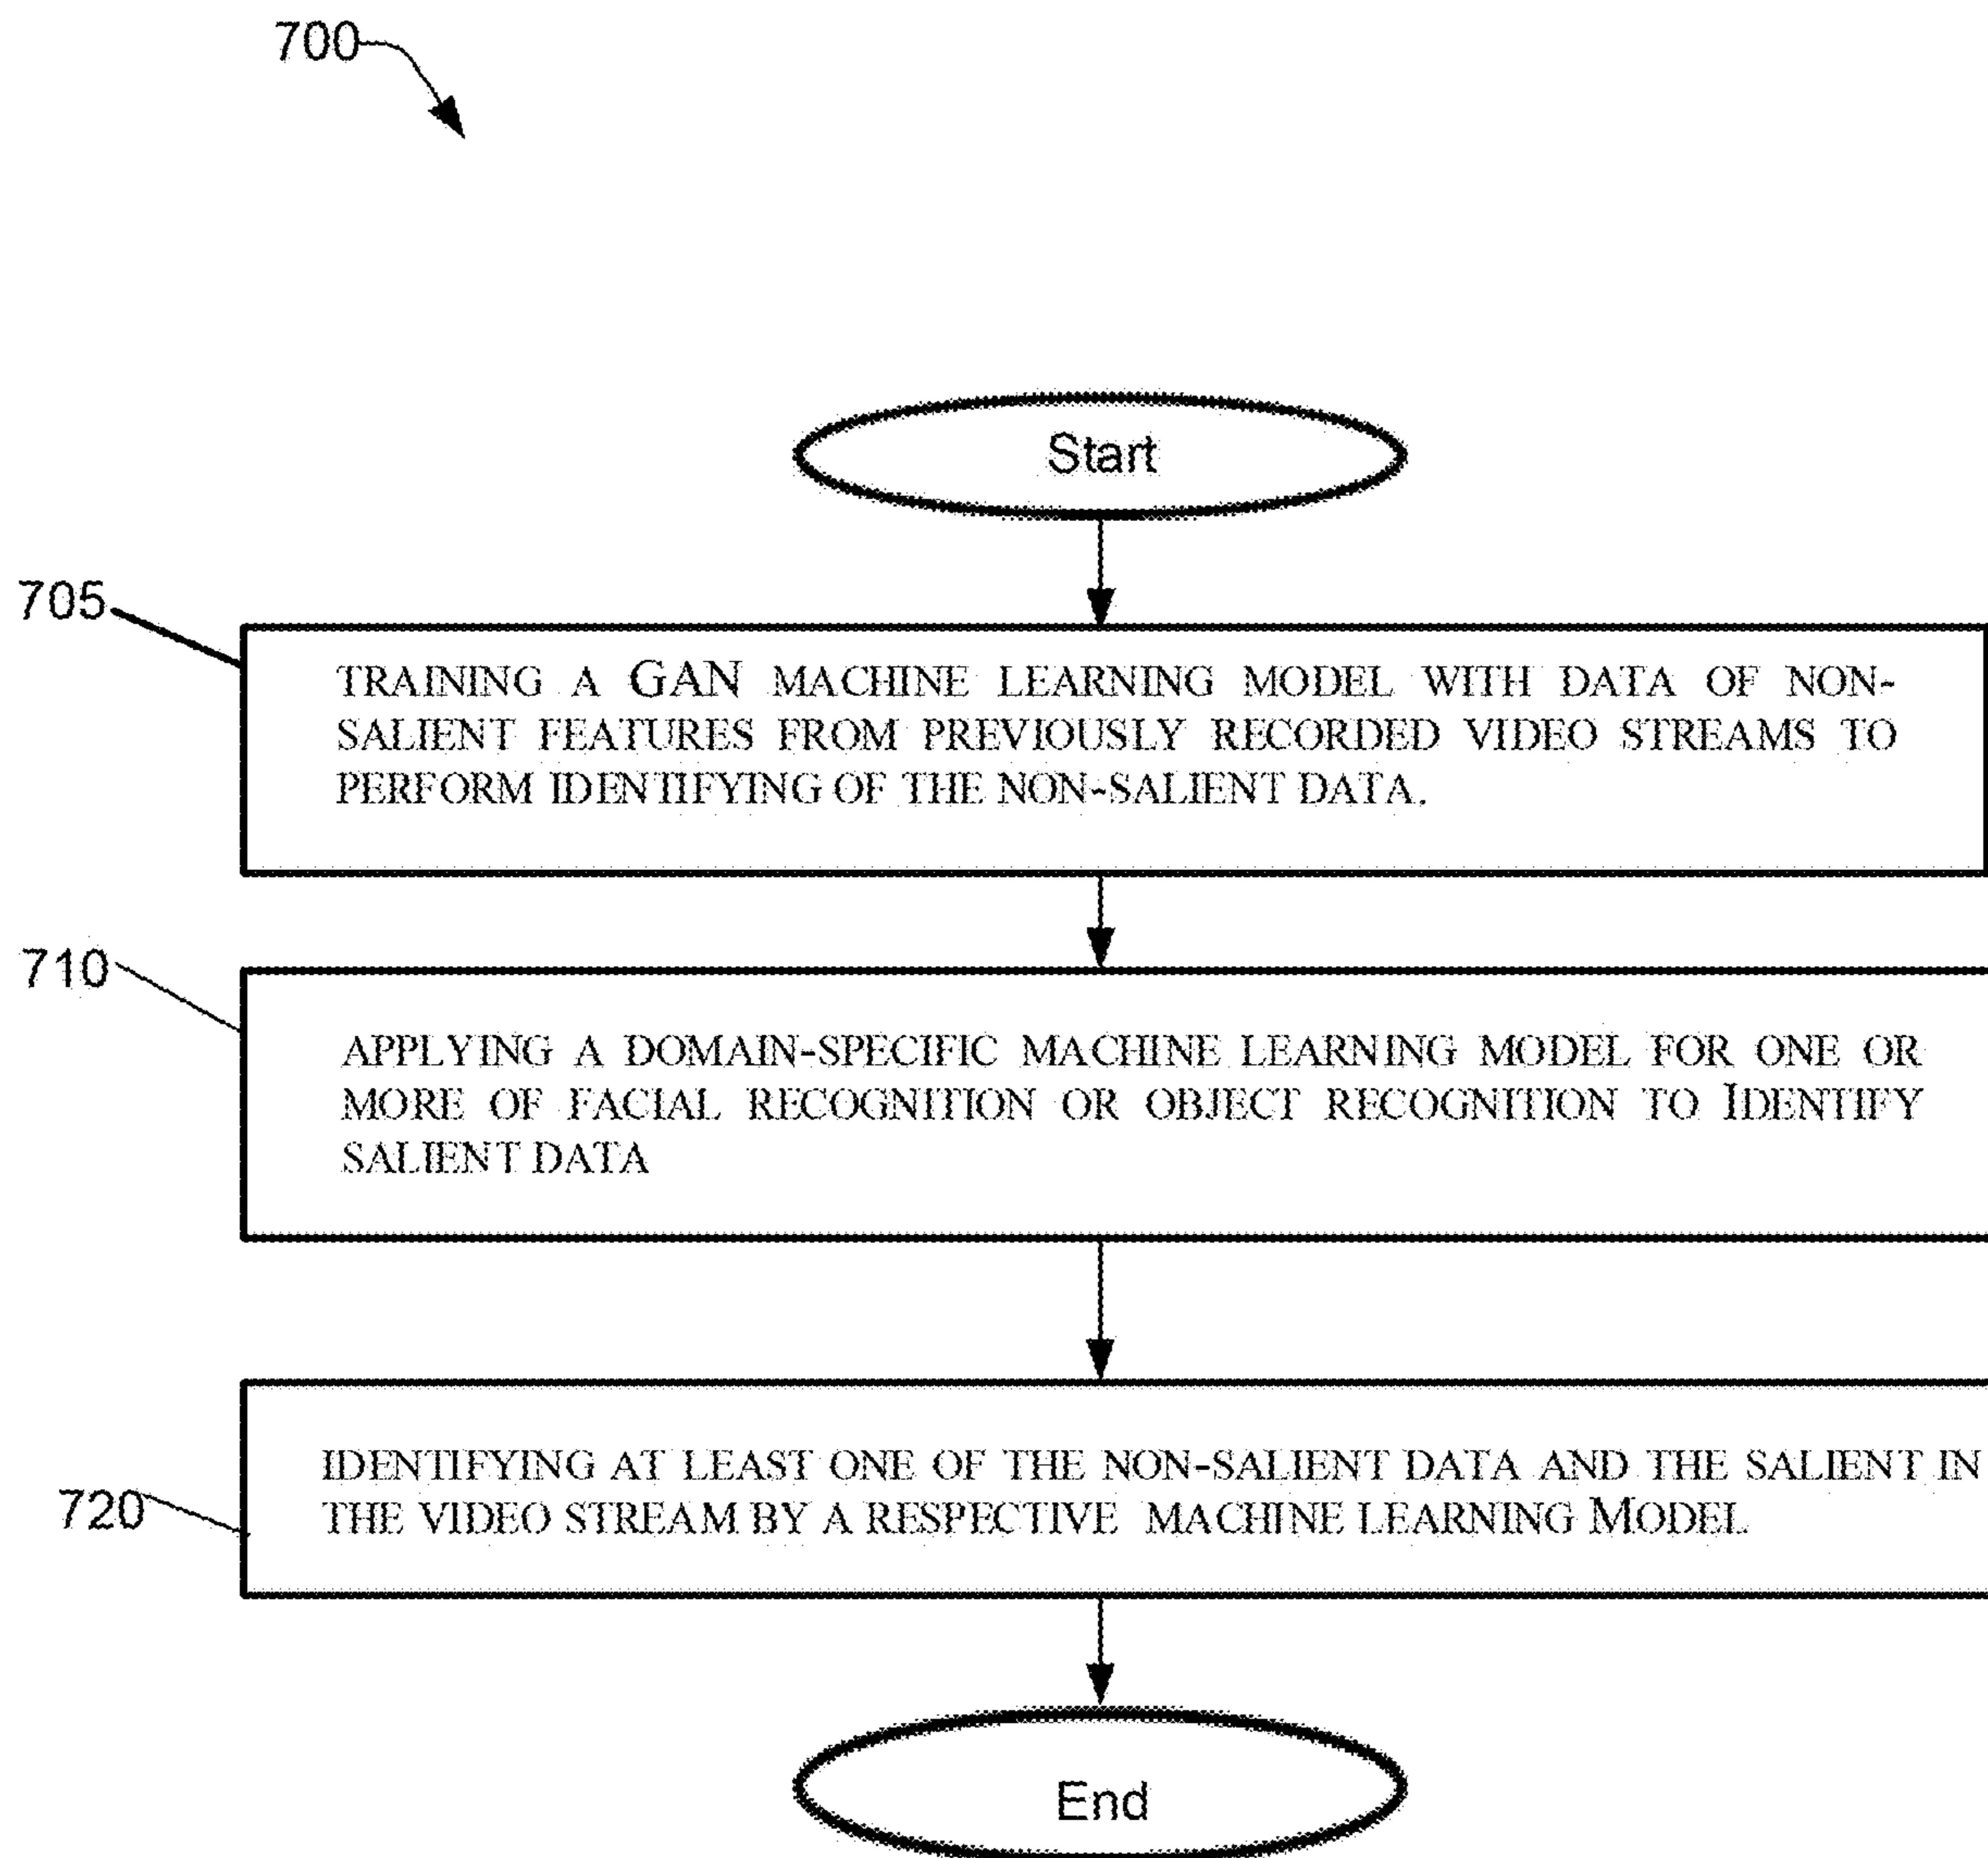 700
Start
705
TRAINING A GAN MACHINE LEARNING MODEL WITH DATA OF NON-
SALIENT FEATURES FROM PREVIOUSLY RECORDED VIDEO STREAMS TO
PERFORM IDENTIFYING OF THE NON-SALIENT DATA.
710
APPLYING A DOMAIN-SPECIFIC MACHINE LEARNING MODEL FOR ONE OR
MORE OF FACIAL RECOGNITION OR OBJECT RECOGNITION TO IDENTIFY
SALIENT DATA
720
IDENTIFYING AT LEAST ONE OF THE NON-SALIENT DATA AND THE SALIENT IN
THE VIDEO STREAM BY A RESPECTIVE MACHINE LEARNING MODEL
End